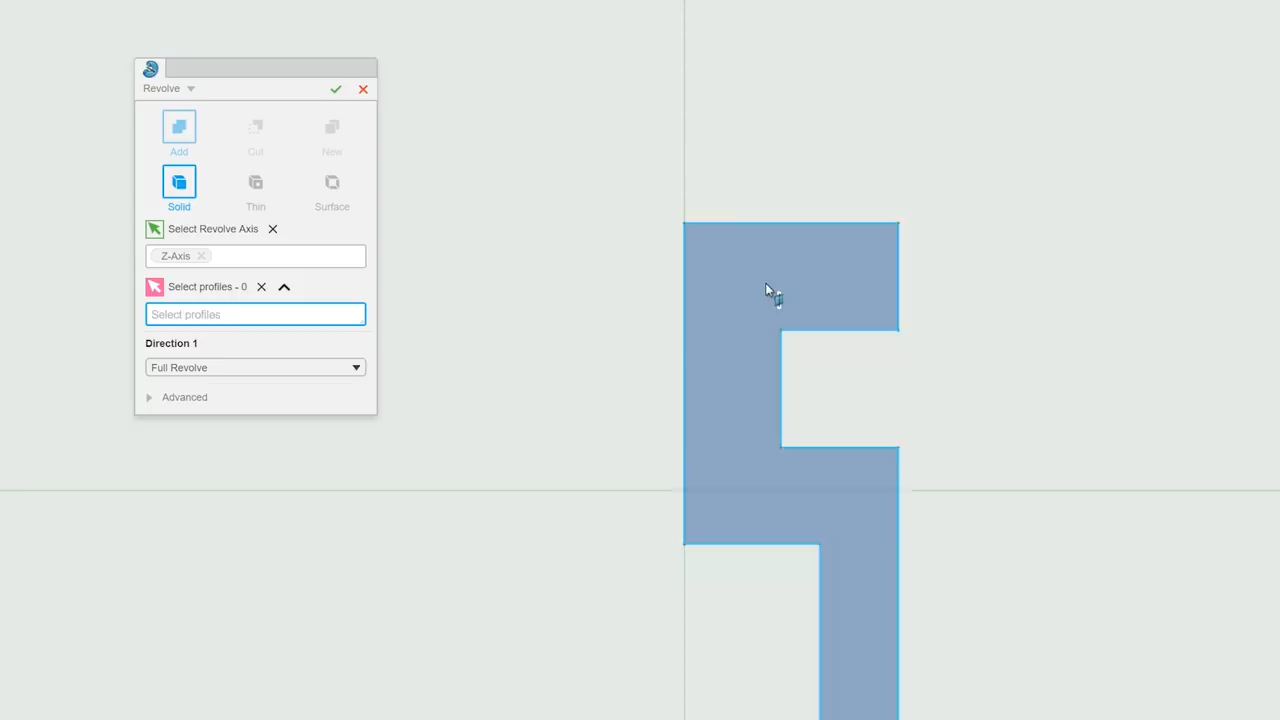 Revolve
Add Cut New
Solid Thin Surface
Select Revolve Axis
Z-Axis
Select profiles - 0
Select profiles
Direction 1
Full Revolve
Advanced